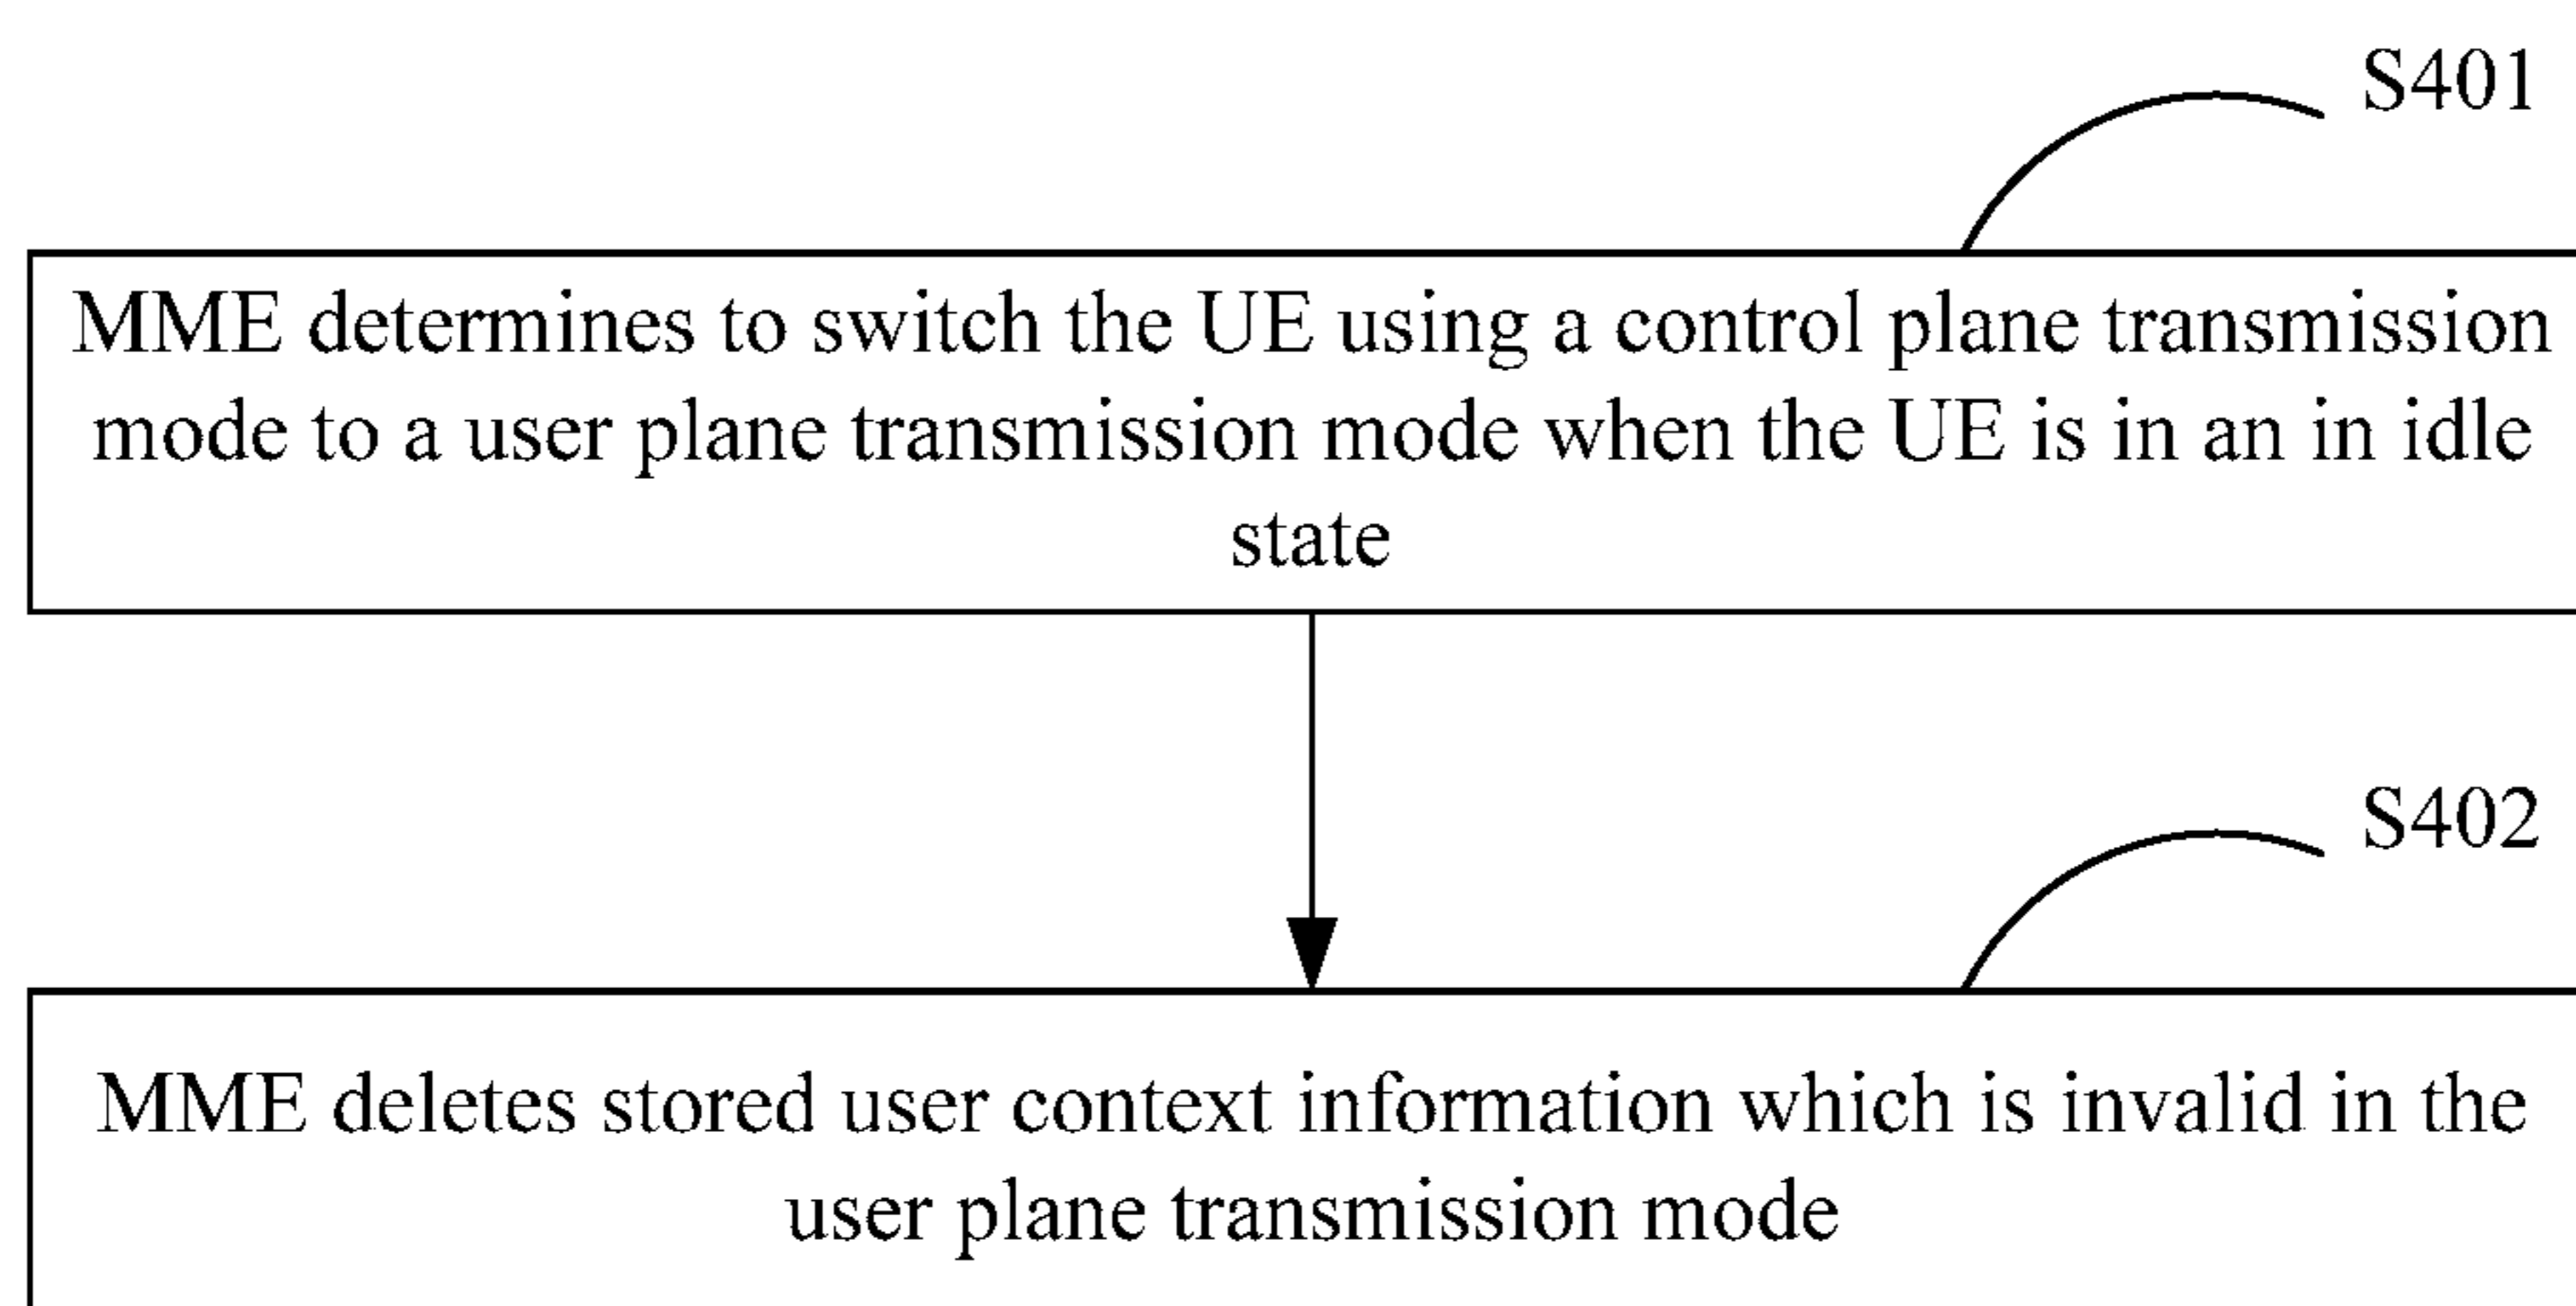 S401
MME determines to switch the UE using a control plane transmission
mode to a user plane transmission mode when the UE is in an in idle
state
S402
MME deletes stored user context information which is invalid in the
user plane transmission mode